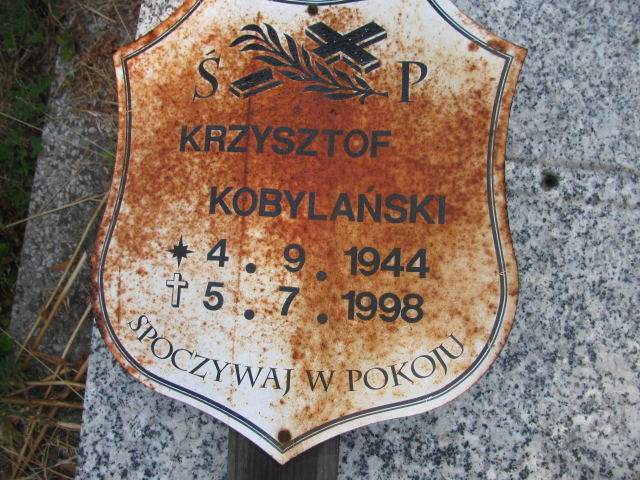 Ś P
KRZYSZTOF
KOBYLAŃSKI
4. 9. 1944
5. 7. 1998
SPOCZYWAJ W POKOJU